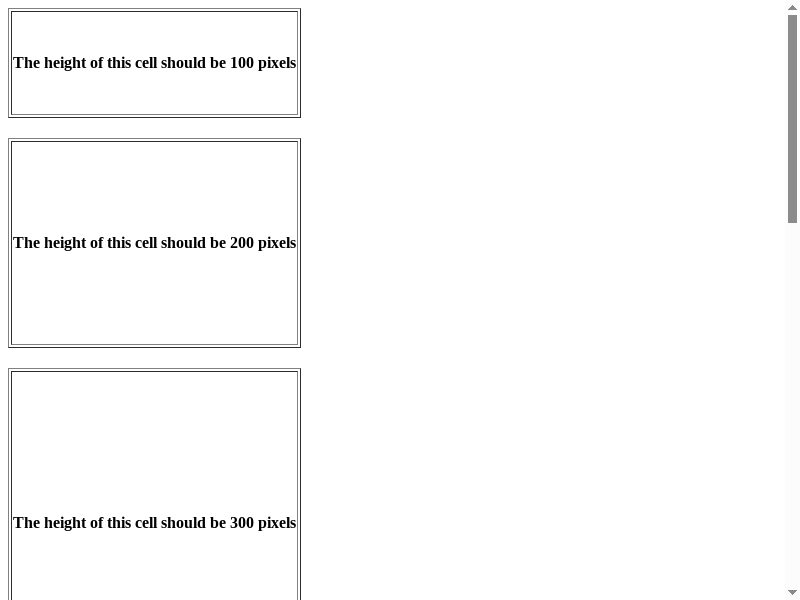 The height of this cell should be 100 pixels
The height of this cell should be 200 pixels
The height of this cell should be 300 pixels